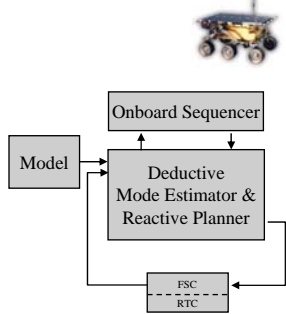 Onboard Sequencer
Model
Deductive
Mode Estimator &
Reactive Planner
FSC
RTC